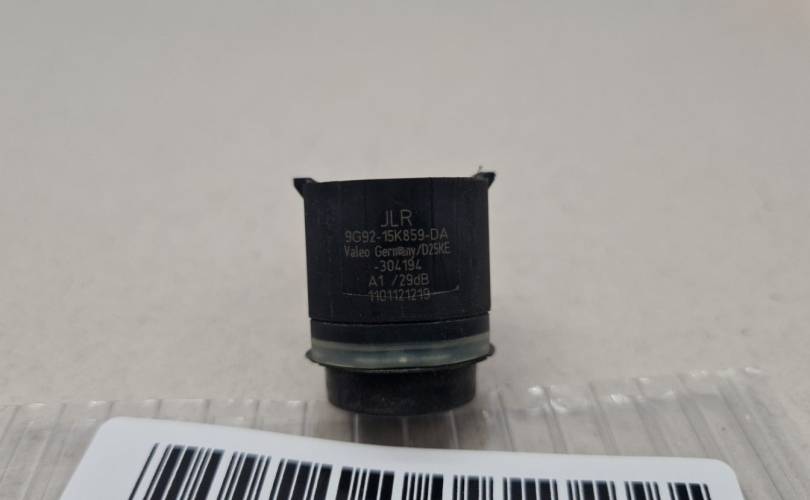 JLR
9G92-15K859-DA
Valeo Germany/D25KE
-304194
A1 /29dB
1101121219